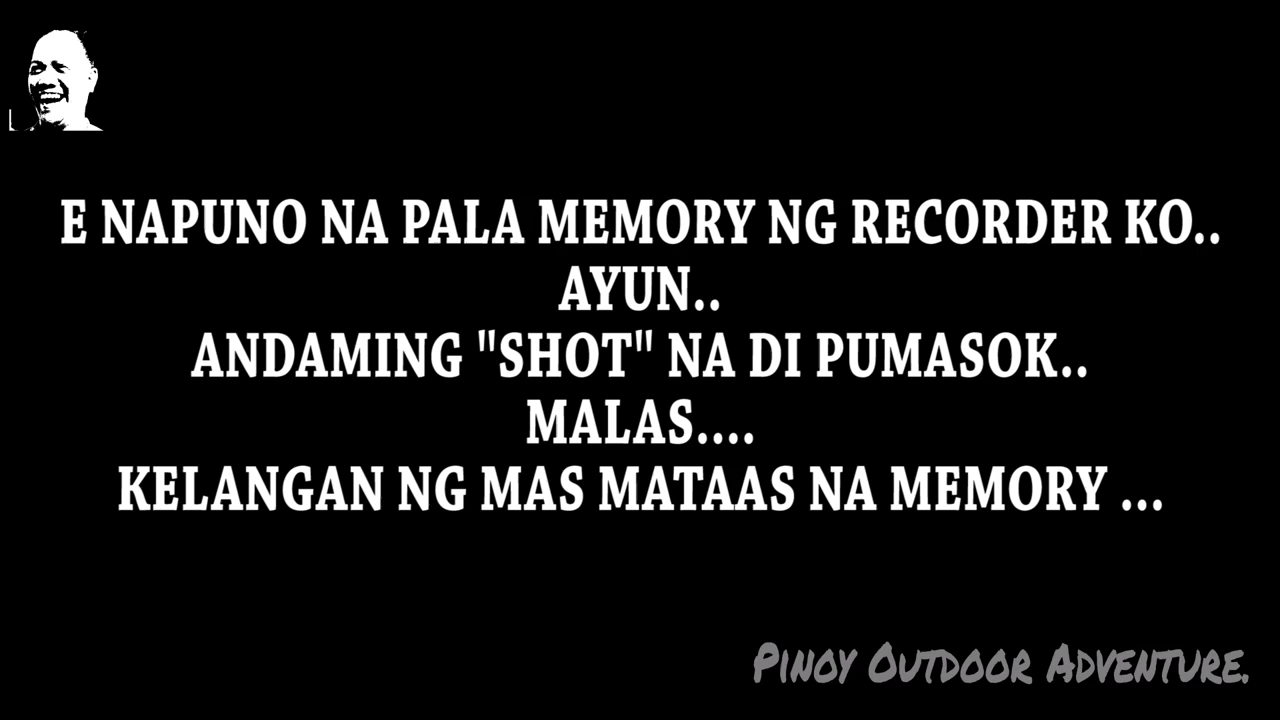 E NAPUNO NA PALA MEMORY NG RECORDER KO..
AYUN..
ANDAMING "SHOT" NA DI PUMASOK..
MALAS....
KELANGAN NG MAS MATAAS NA MEMORY ...
PINOY OUTDOOR ADVENTURE.